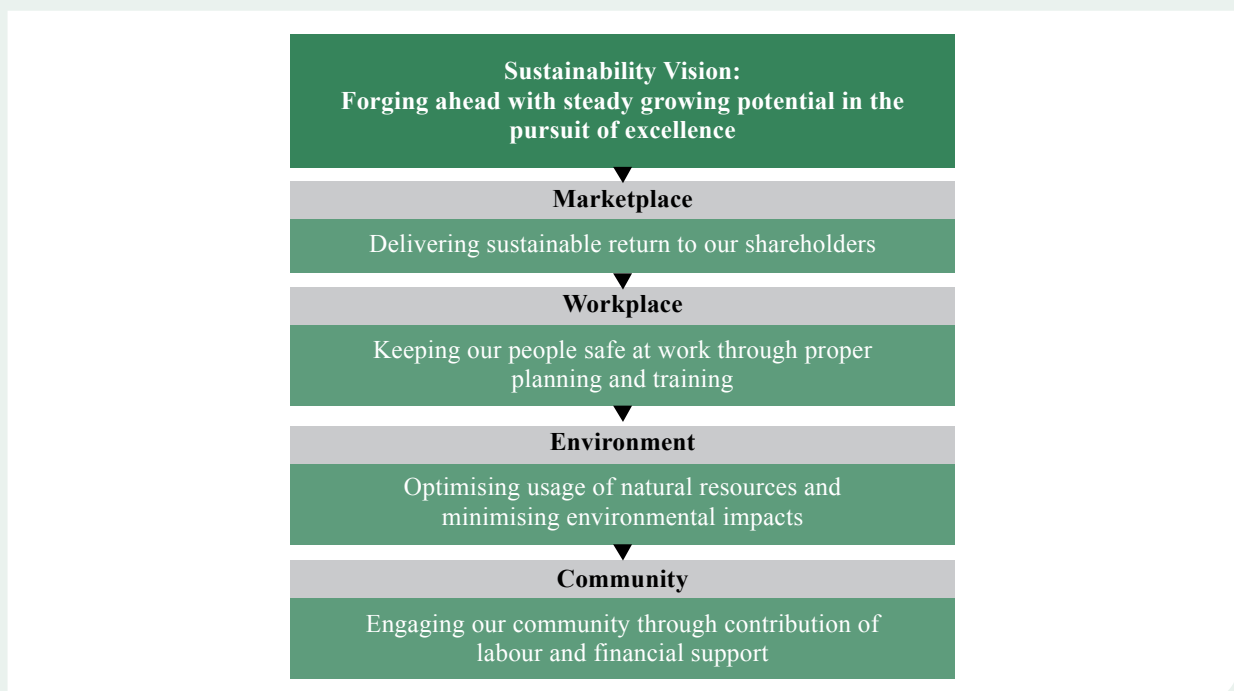 Sustainability Vision:
Forging ahead with steady growing potential in the
pursuit of excellence
Marketplace
Delivering sustainable return to our shareholders
Workplace
Keeping our people safe at work through proper
planning and training
Environment
Optimising usage of natural resources and
minimising environmental impacts
Community
Engaging our community through contribution of
labour and financial support